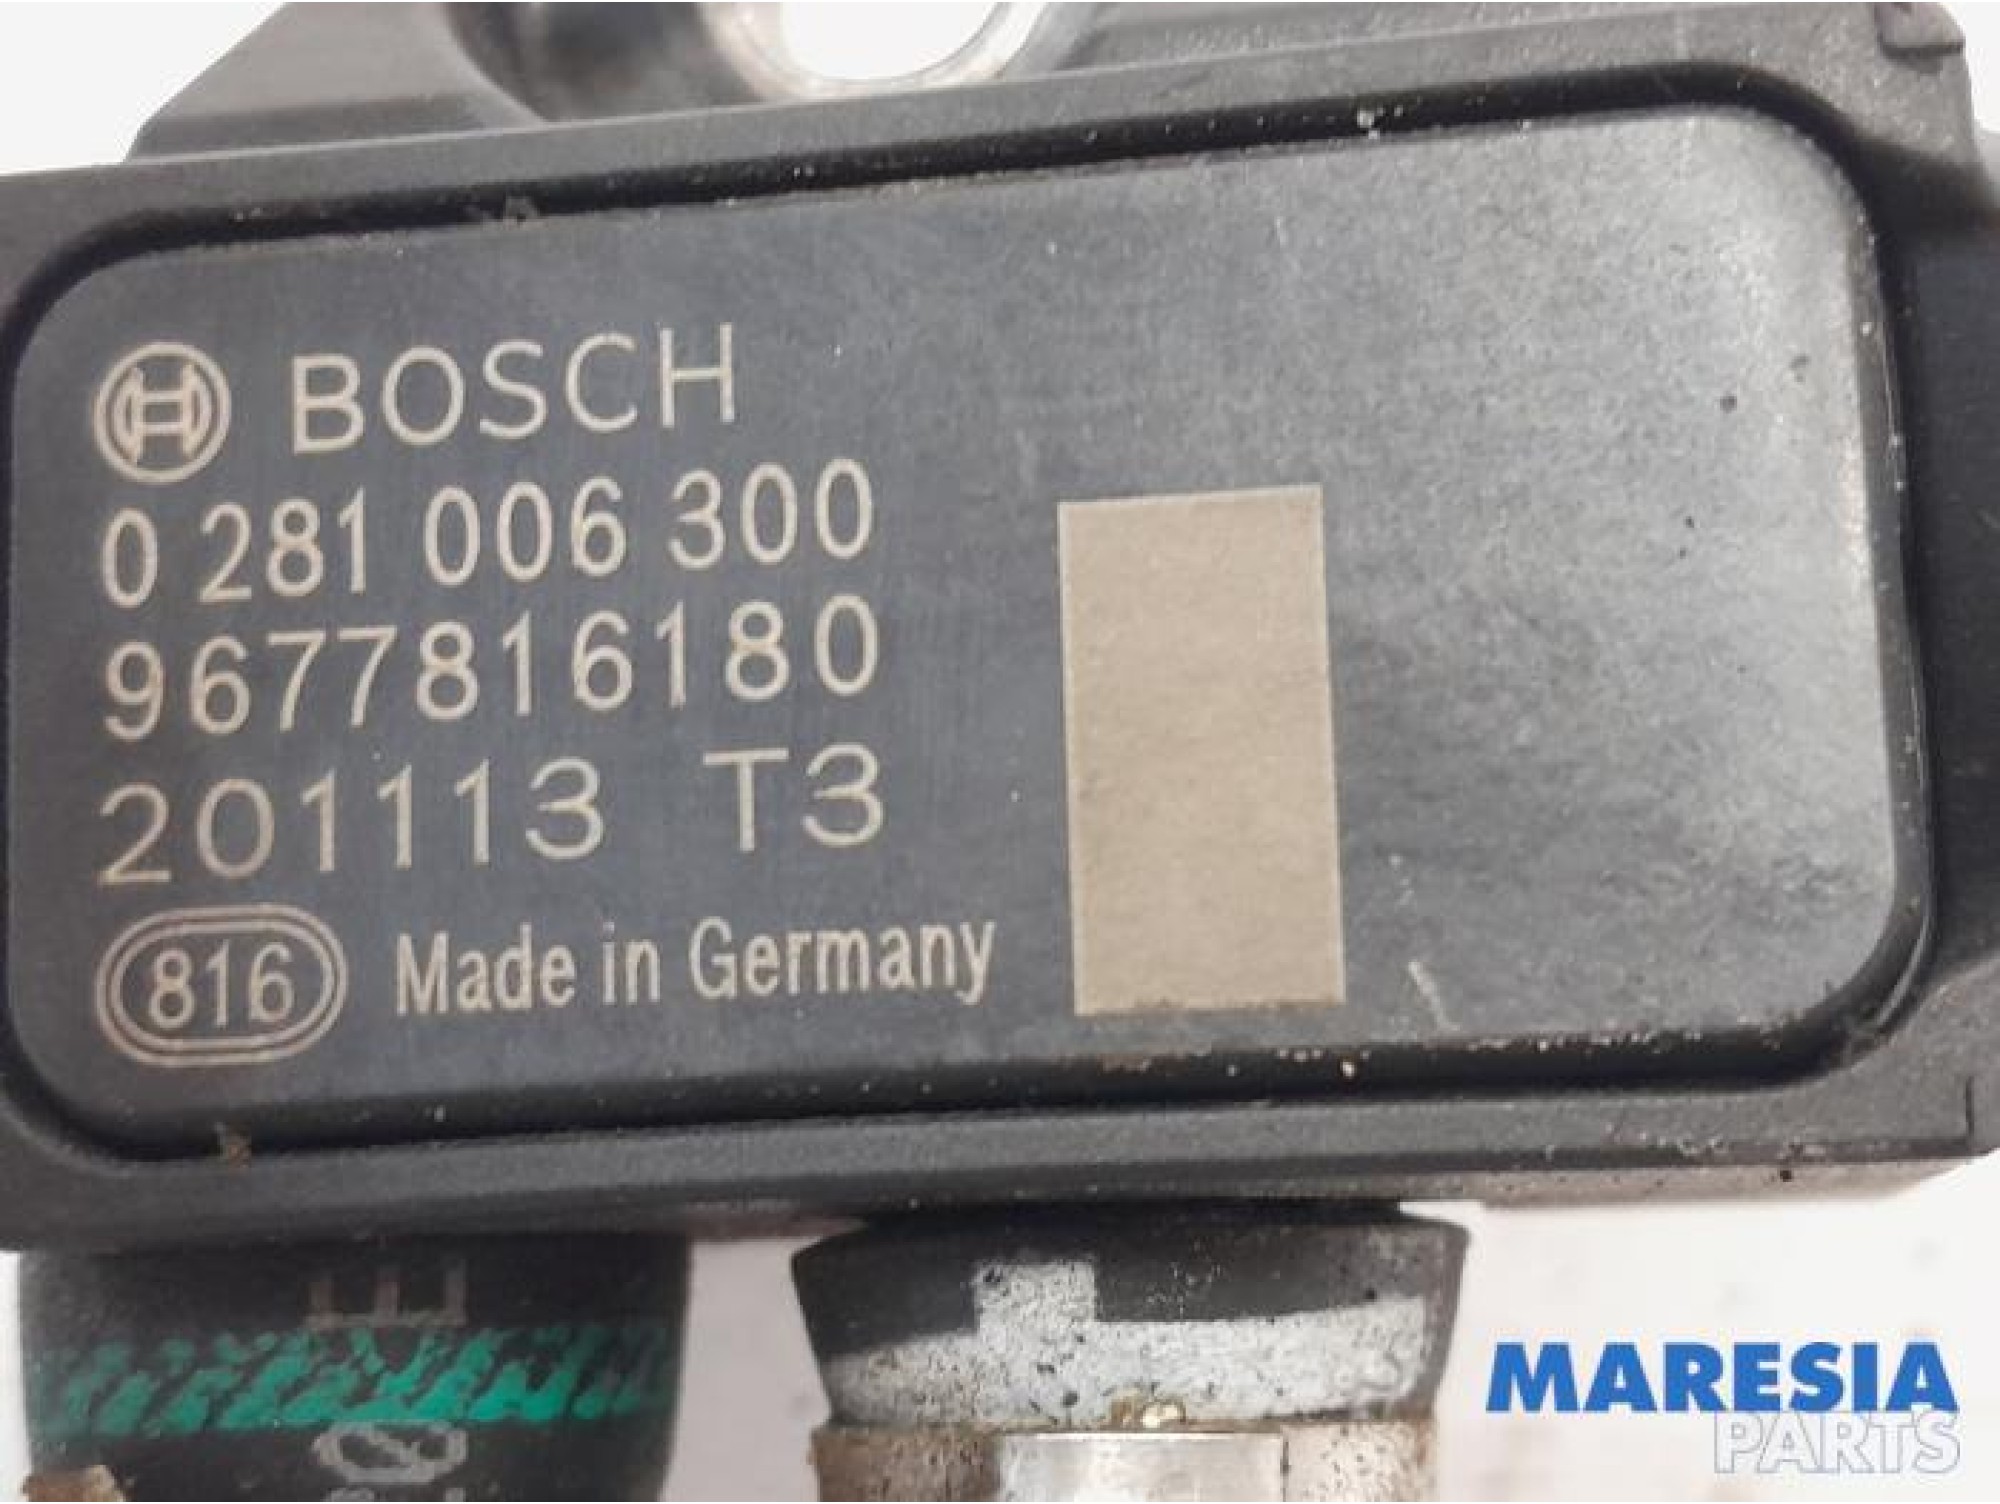 BOSCH
0 281 006 300
9677816180
201113 T3
816 Made in Germany
MARESIA
PARTS